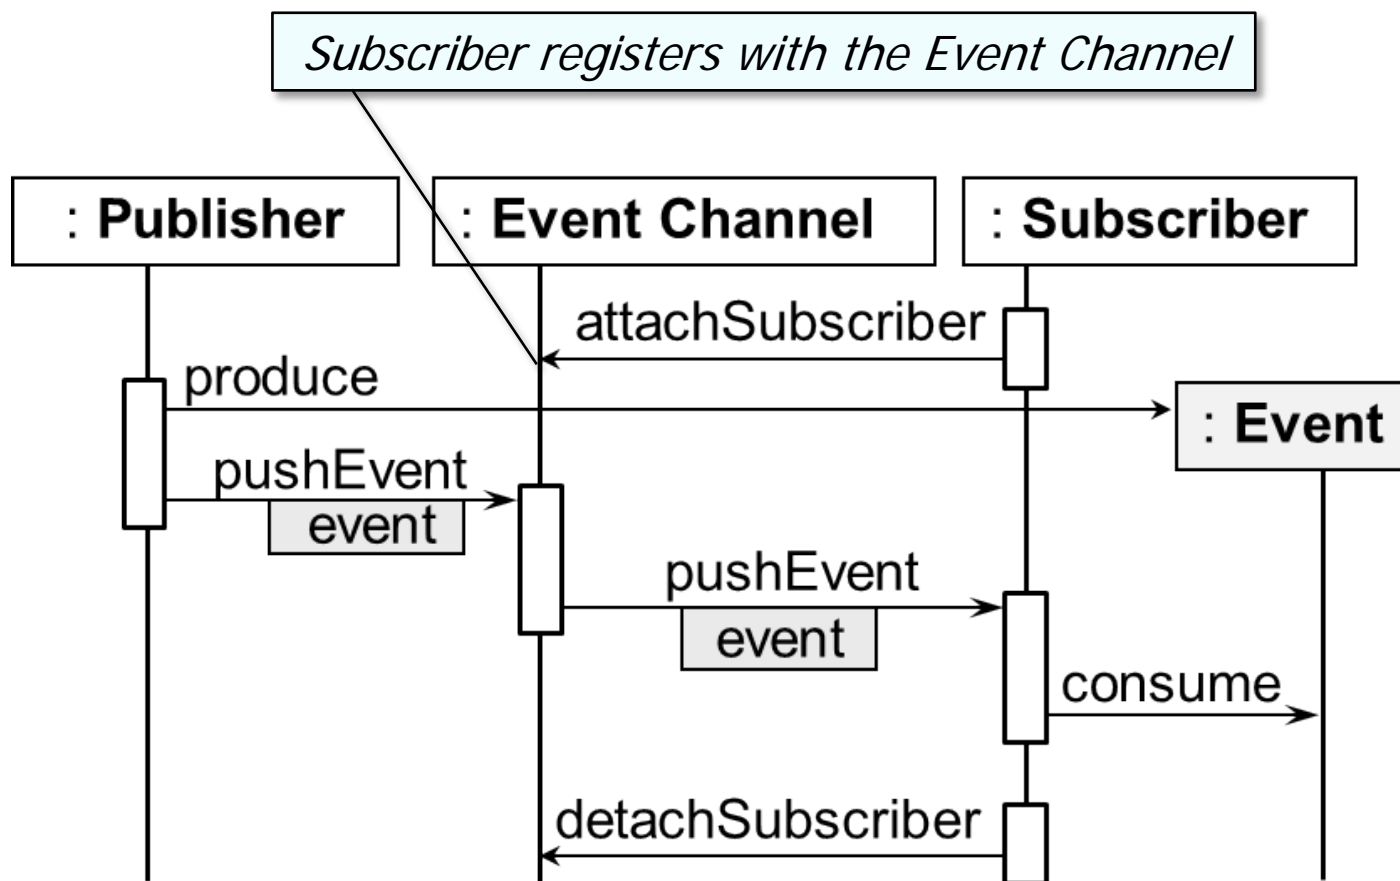 Subscriber registers with the Event Channel
: Publisher
: Event Channel
: Subscriber
attachSubscriber
produce
: Event
pushEvent
event
pushEvent
event
consume
detachSubscriber